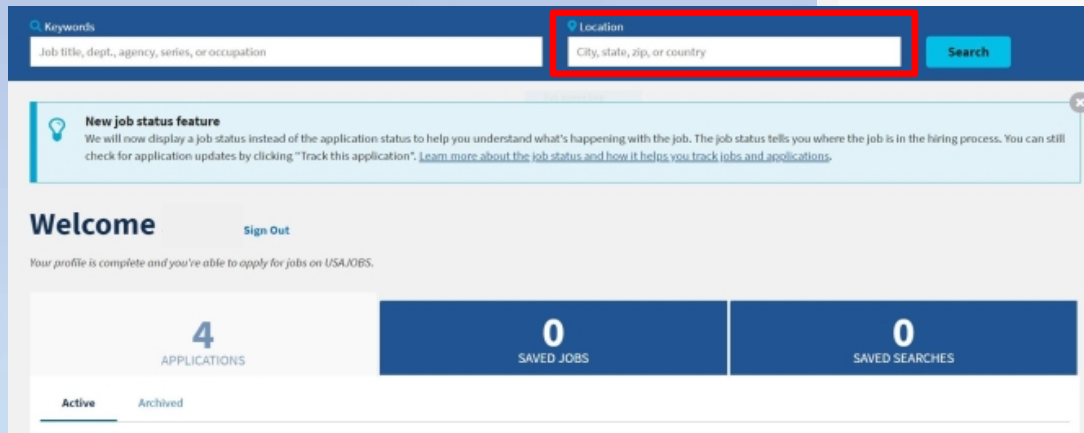 Keywords
Location
Job title, dept., agency, series, or occupation
City, state, zip, or country
Search
New job status feature
We will now display a job status instead of the application status to help you understand what's happening with the job. The job status tells you where the job is in the hiring process. You can still
check for application updates by clicking "Track this application". Learn more about the job status and how it helps you track jobs and applications.
Welcome
Sign Out
Your profile is complete and you're able to apply for jobs on USAJOBS.
4
APPLICATIONS
0
SAVED JOBS
0
SAVED SEARCHES
Active
Archived